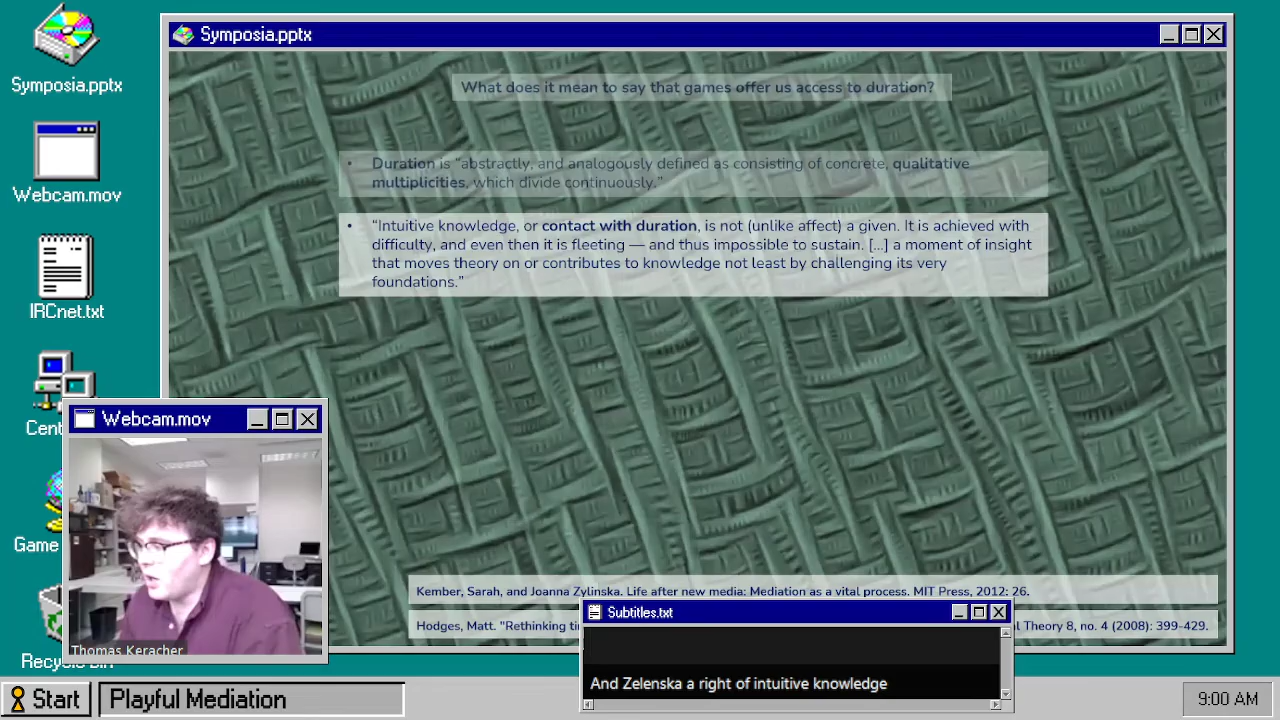 Symposia.pptx
Webcam.mov
IRCnet.txt
Cent
Game
Symposia.pptx
What does it mean to say that games offer us access to duration?
• Duration is "abstractly, and analogously defined as consisting of concrete, qualitative
multiplicities, which divide continuously."
• "Intuitive knowledge, or contact with duration, is not (unlike affect) a given. It is achieved with
difficulty, and even then it is fleeting — and thus impossible to sustain. [...] a moment of insight
that moves theory on or contributes to knowledge not least by challenging its very
foundations."
Kember, Sarah, and Joanna Zylinska. Life after new media: Mediation as a vital process. MIT Press, 2012: 26.
Hodges, Matt. "Rethinking ti
l Theory 8, no. 4 (2008): 399-429.
Webcam.mov
Thomas Keracher
Recycle Bin
Subtitles.txt
And Zelenska a right of intuitive knowledge
Start
Playful Mediation
9:00 AM